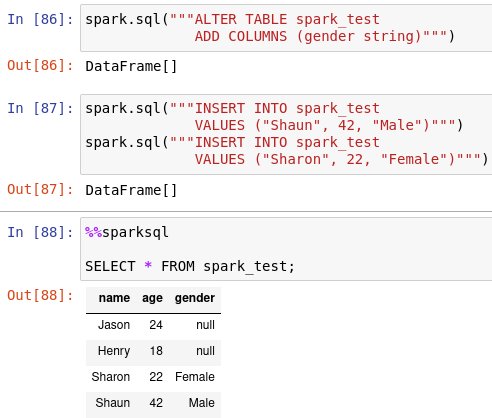 In [86]: spark.sql("""ALTER TABLE spark_test
ADD COLUMNS (gender string)""")
Out[86]: DataFrame[]
In [87]: spark.sql("""INSERT INTO spark_test
VALUES ("Shaun", 42, "Male")""")
spark.sql("""INSERT INTO spark_test
VALUES ("Sharon", 22, "Female")""")
Out[87]: DataFrame[]
In [88]: %%sparksql
SELECT * FROM spark_test;
Out[88]: name age gender
Jason 24 null
Henry 18 null
Sharon 22 Female
Shaun 42 Male